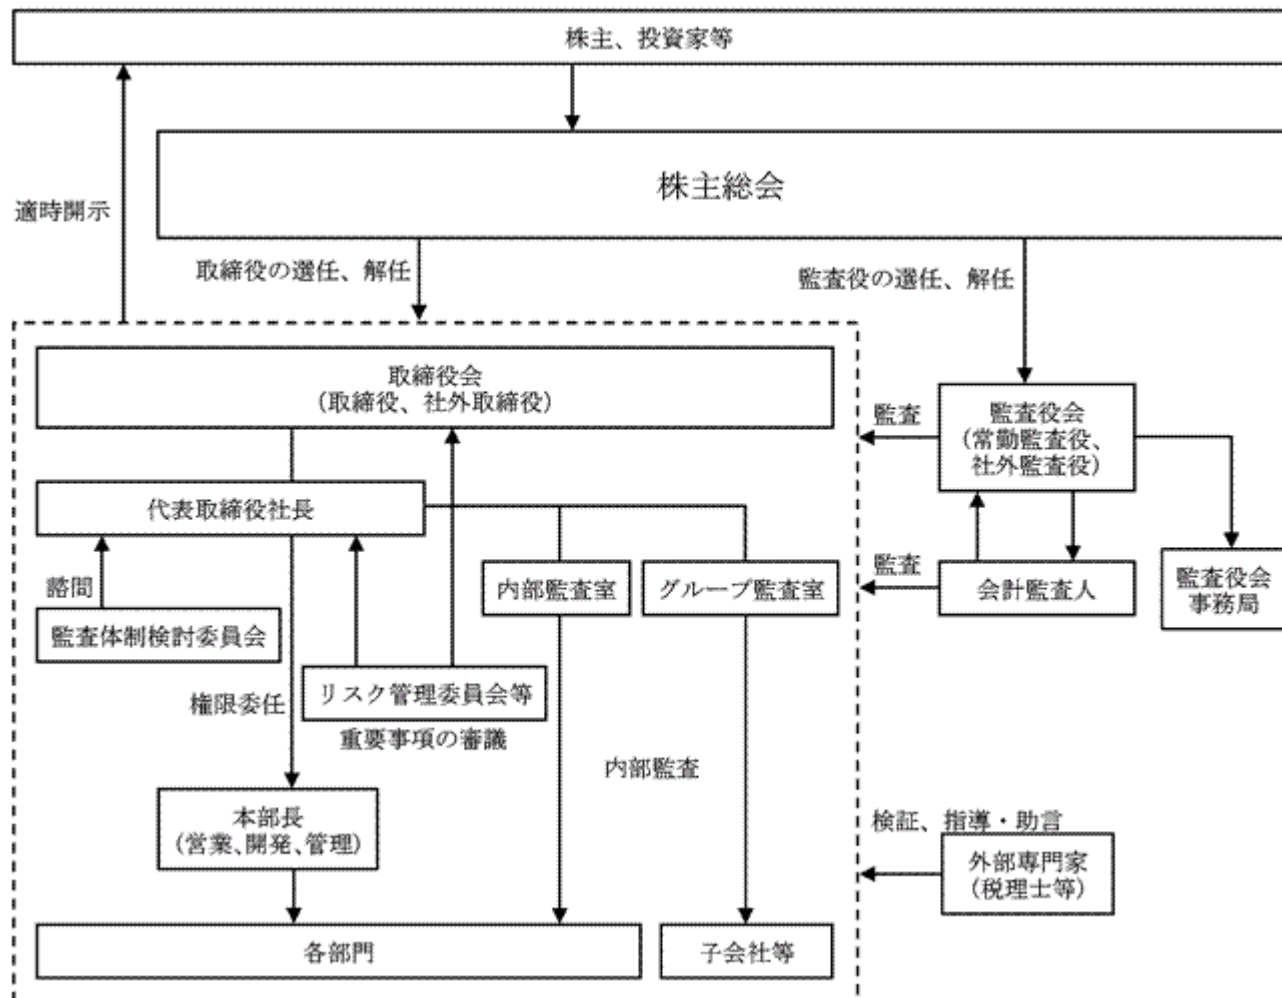 株主、投資家等
株主総会
適時開示
取締役の選任、解任
監査役の選任、解任
取締役会
(取締役、社外取締役)
監査
監査役会
(常勤監査役、
社外監査役)
代表取締役社長
諮問
監査体制検討委員会
内部監査室
グループ監査室
監査
会計監査人
監査役会
事務局
権限委任
リスク管理委員会等
重要事項の審議
内部監査
本部長
(営業、開発、管理)
検証、指導・助言
外部専門家
(税理士等)
各部門
子会社等